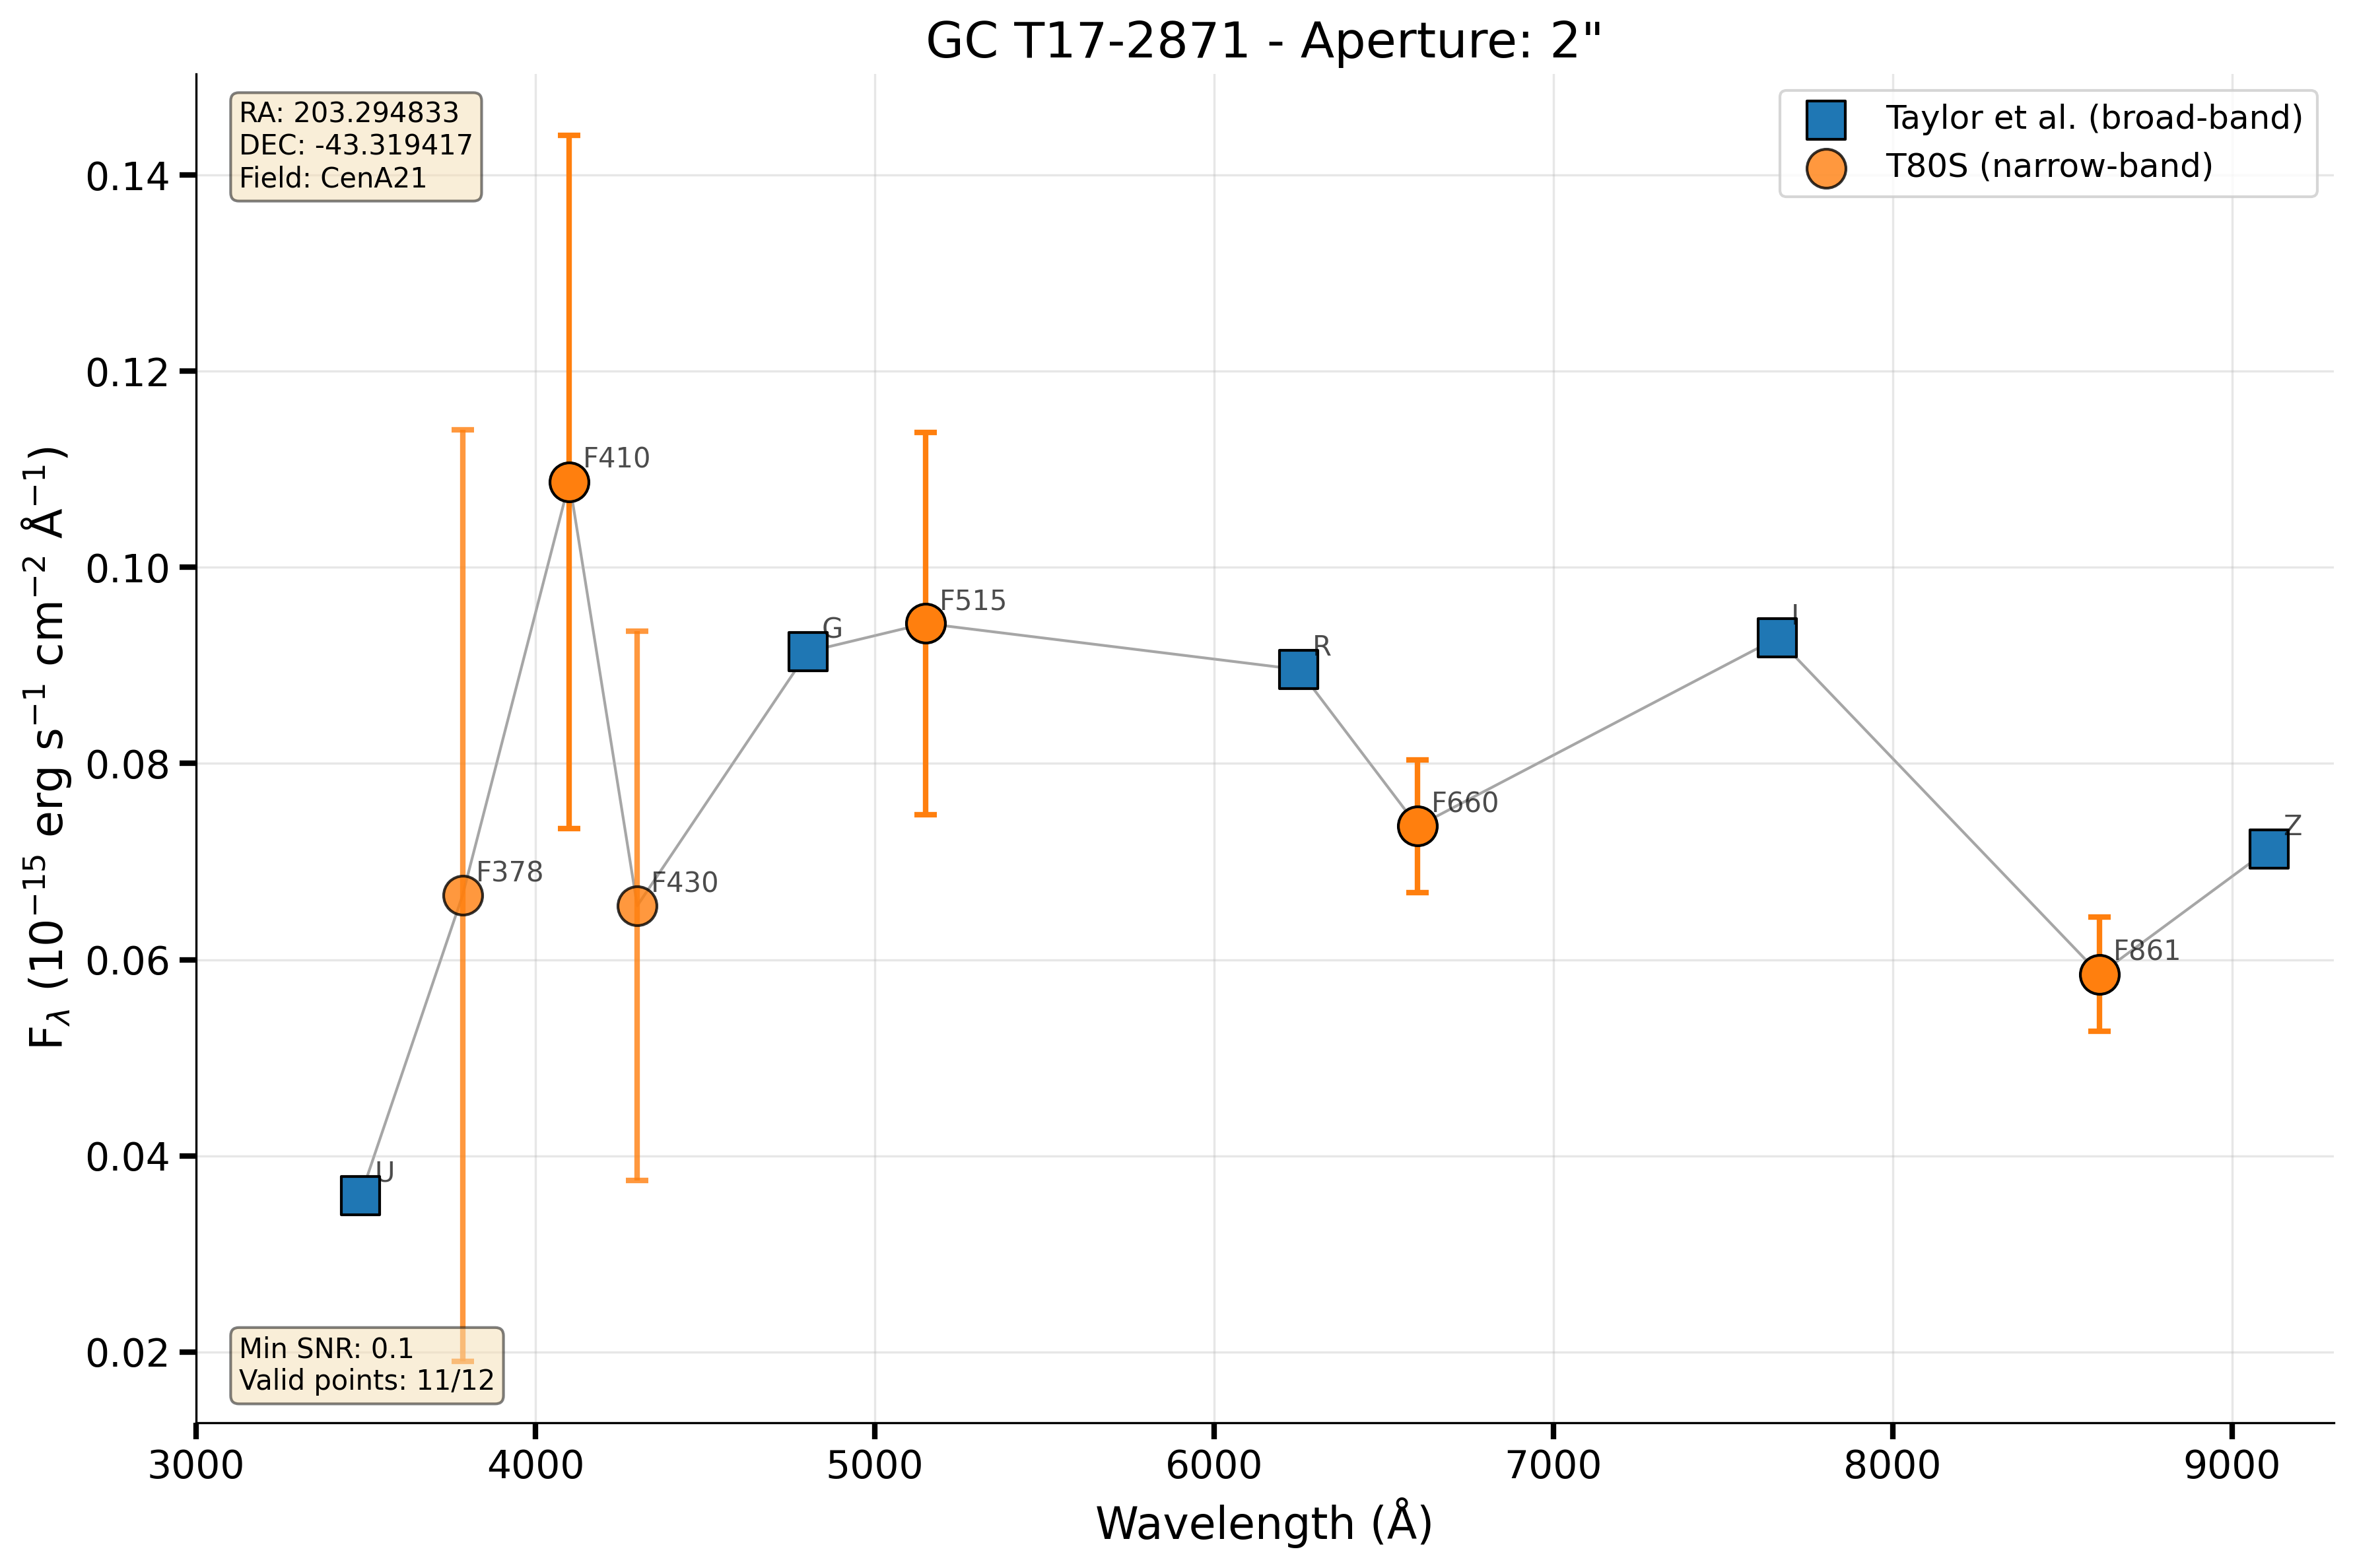 GC T17-2871 - Aperture: 2"
RA: 203.294833
DEC: -43.319417
Field: CenA21
Taylor et al. (broad-band)
T80S (narrow-band)
0.14
0.12
0.10
0.08
0.06
0.04
0.02
F_λ (10⁻¹⁵ erg s⁻¹ cm⁻² Å⁻¹)
U
F378
F410
F430
G
F515
R
F660
I
F861
Z
Min SNR: 0.1
Valid points: 11/12
3000 4000 5000 6000 7000 8000 9000
Wavelength (Å)